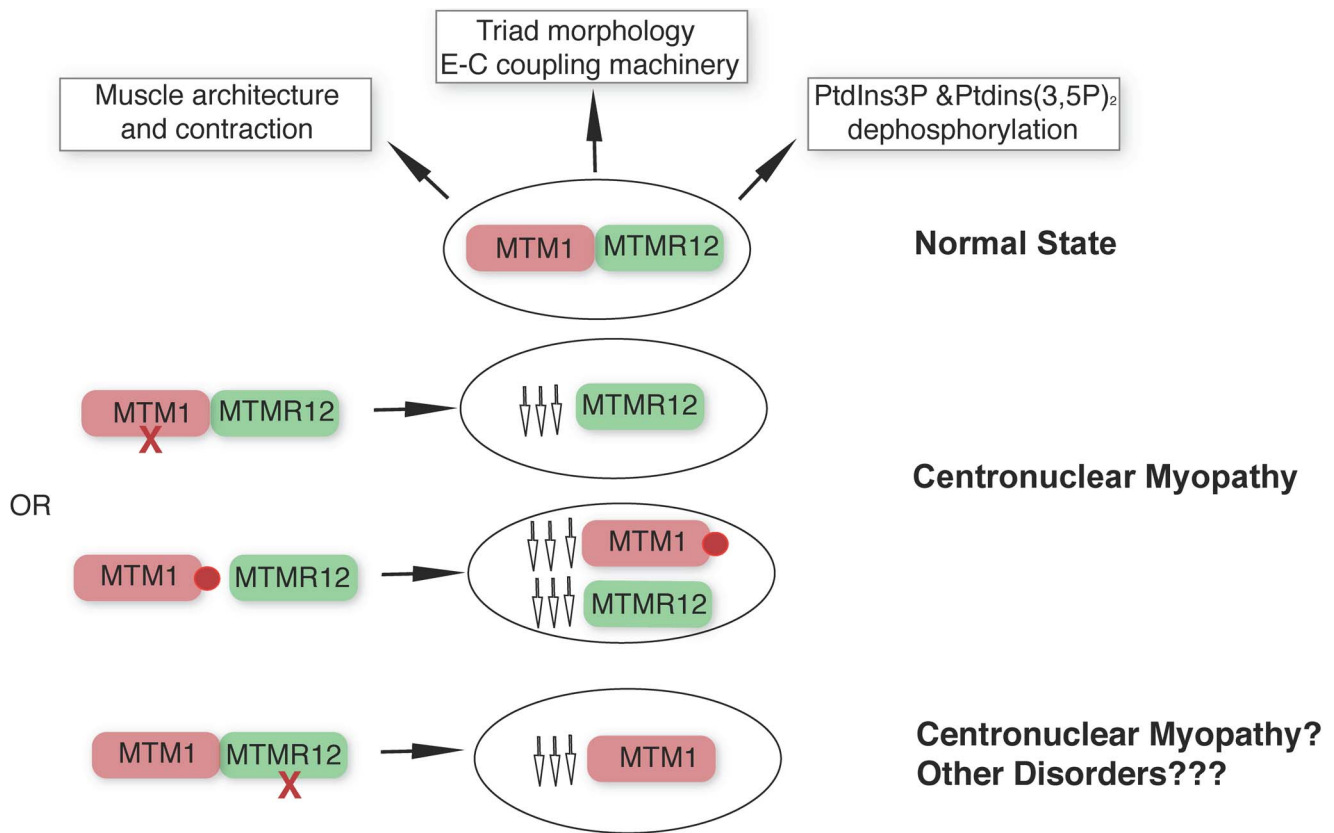 Triad morphology
E-C coupling machinery
Muscle architecture
and contraction
PtdIns3P &Ptdins(3,5P)₂
dephosphorylation
MTM1 MTMR12
Normal State
MTM1 MTMR12
X
MTMR12
Centronuclear Myopathy
OR
MTM1 MTMR12
MTM1
MTMR12
MTM1 MTMR12
X
MTM1
Centronuclear Myopathy?
Other Disorders???